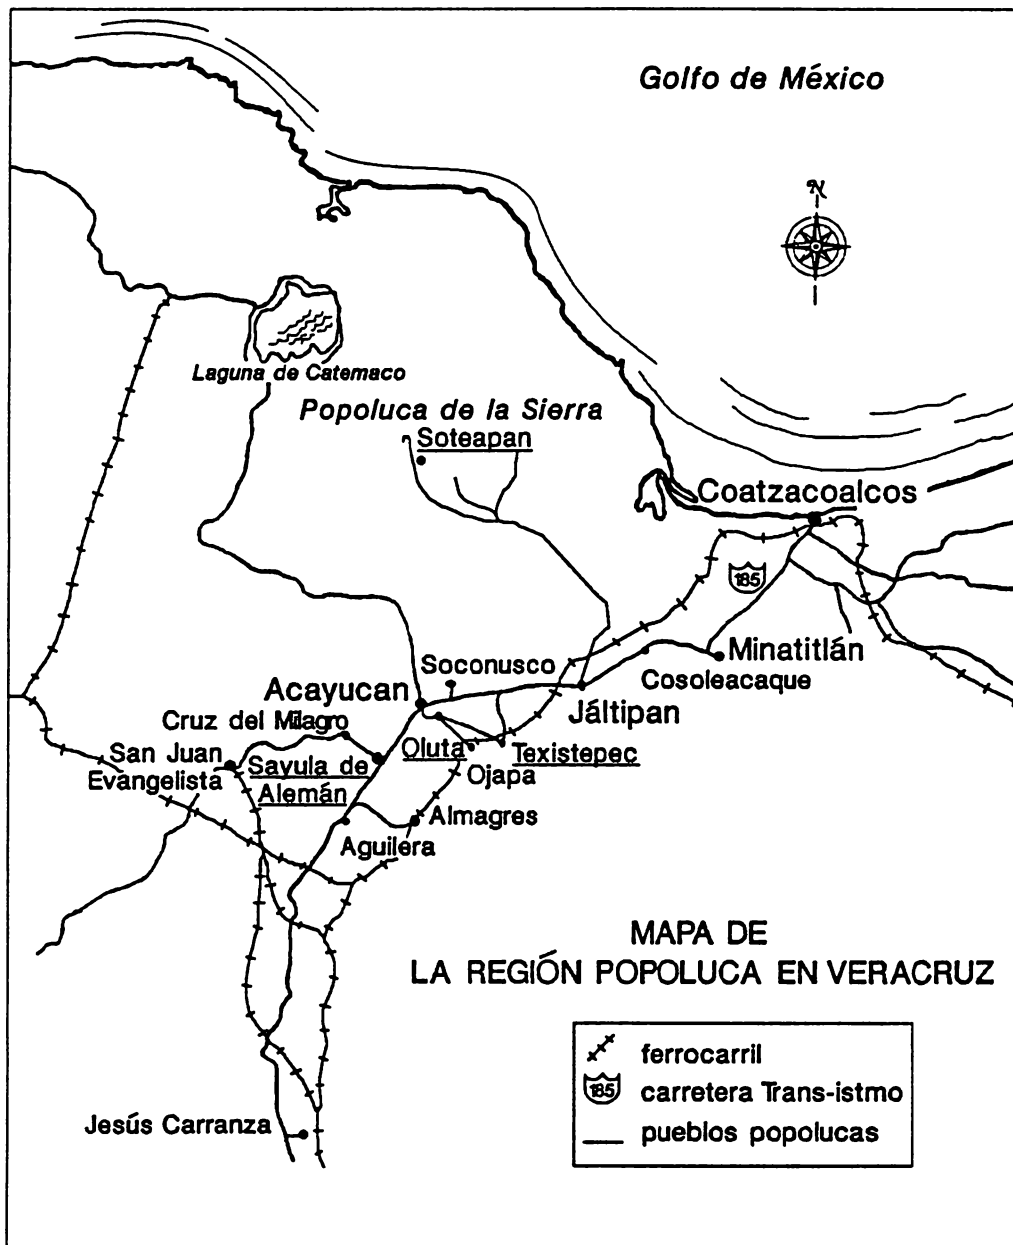 Golfo de México
N
Laguna de Catemaco
Popoluca de la Sierra
Soteapan
Coatzacoalcos
185
Minatitlán
Soconusco
Cosoleacaque
Acayucan
Jáltipan
Cruz del Milagro
San Juan
Evangelista
Sayula de
Alemán
Oluta
Texistepec
Ojapa
Almagres
Aguilera
MAPA DE
LA REGIÓN POPOLUCA EN VERACRUZ
ferrocarril
185 carretera Trans-istmo
pueblos popolucas
Jesús Carranza